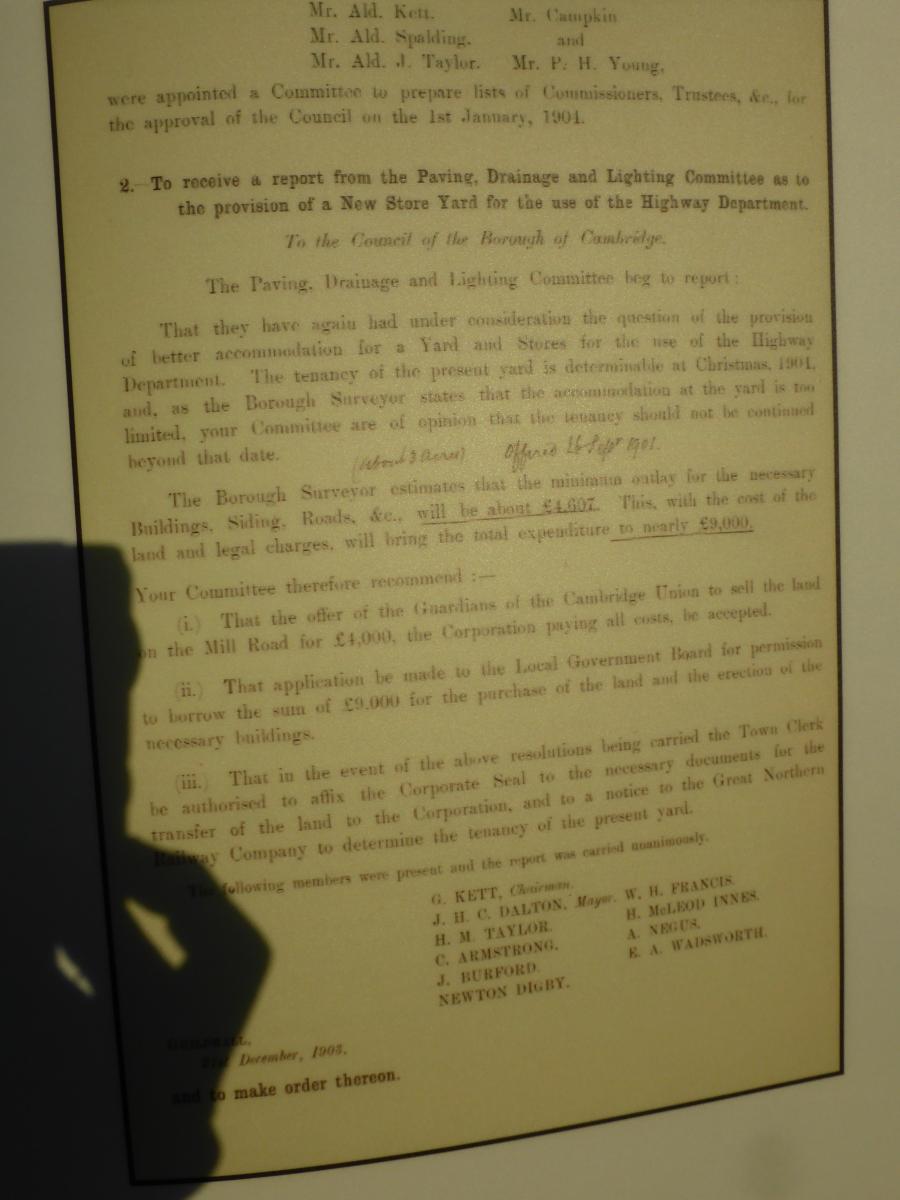 Mr. Ald. Kett. Mr. Campkin
Mr. Ald. Spalding. and
Mr. Ald. J. Taylor. Mr. P. H. Young,
were appointed a Committee to prepare lists of Commissioners, Trustees, &c., for
the approval of the Council on the 1st January, 1904.
2. To receive a report from the Paving, Drainage and Lighting Committee as to
the provision of a New Store Yard for the use of the Highway Department.
To the Council of the Borough of Cambridge.
The Paving, Drainage and Lighting Committee beg to report:
That they have again had under consideration the question of the provision
of better accommodation for a Yard and Stores for the use of the Highway
Department. The tenancy of the present yard is determinable at Christmas, 1904,
and, as the Borough Surveyor states that the accommodation at the yard is too
limited, your Committee are of opinion that the tenancy should not be continued
beyond that date.
(about 3 Acres) Offered 26 Sept 1901.
The Borough Surveyor estimates that the minimum outlay for the necessary
Buildings, Siding, Roads, &c., will be about £4,607. This, with the cost of the
land and legal charges, will bring the total expenditure to nearly £9,000.
Your Committee therefore recommend :—
(i.) That the offer of the Guardians of the Cambridge Union to sell the land
on the Mill Road for £4,000, the Corporation paying all costs, be accepted.
(ii.) That application be made to the Local Government Board for permission
to borrow the sum of £9,000 for the purchase of the land and the erection of the
necessary buildings.
(iii.) That in the event of the above resolutions being carried the Town Clerk
be authorised to affix the Corporate Seal to the necessary documents for the
transfer of the land to the Corporation, and to a notice to the Great Northern
Railway Company to determine the tenancy of the present yard.
The following members were present and the report was carried unanimously.
G. KETT, Chairman.
J. H. C. DALTON, Mayor. W. H. FRANCIS.
H. M. TAYLOR. H. McLEOD INNES.
C. ARMSTRONG. A. NEGUS.
J. BURFORD. E. A. WADSWORTH.
NEWTON DIGBY.
GUILDHALL,
21st December, 1903.
and to make order thereon.